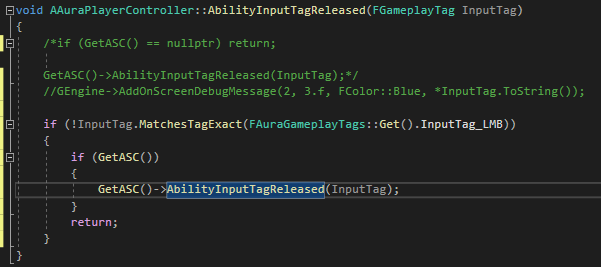 void AAuraPlayerController::AbilityInputTagReleased(FGameplayTag InputTag)
{
/*if (GetASC() == nullptr) return;
GetASC()->AbilityInputTagReleased(InputTag);*/
//GEngine->AddOnScreenDebugMessage(2, 3.f, FColor::Blue, *InputTag.ToString());
if (!InputTag.MatchesTagExact(FAuraGameplayTags::Get().InputTag_LMB))
{
if (GetASC())
{
GetASC()->AbilityInputTagReleased(InputTag);
}
return;
}
}